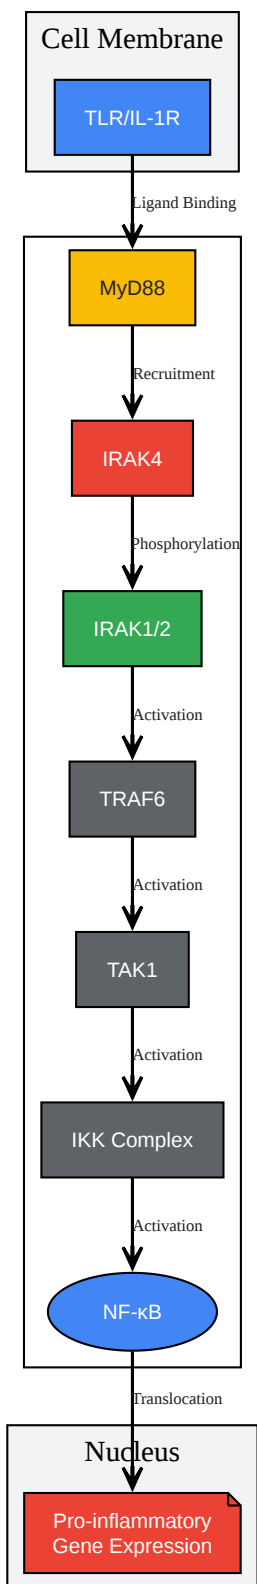 Cell Membrane
TLR/IL-1R
Ligand Binding
MyD88
Recruitment
IRAK4
Phosphorylation
IRAK1/2
Activation
TRAF6
Activation
TAK1
Activation
IKK Complex
Activation
NF-κB
Translocation
Nucleus
Pro-inflammatory
Gene Expression